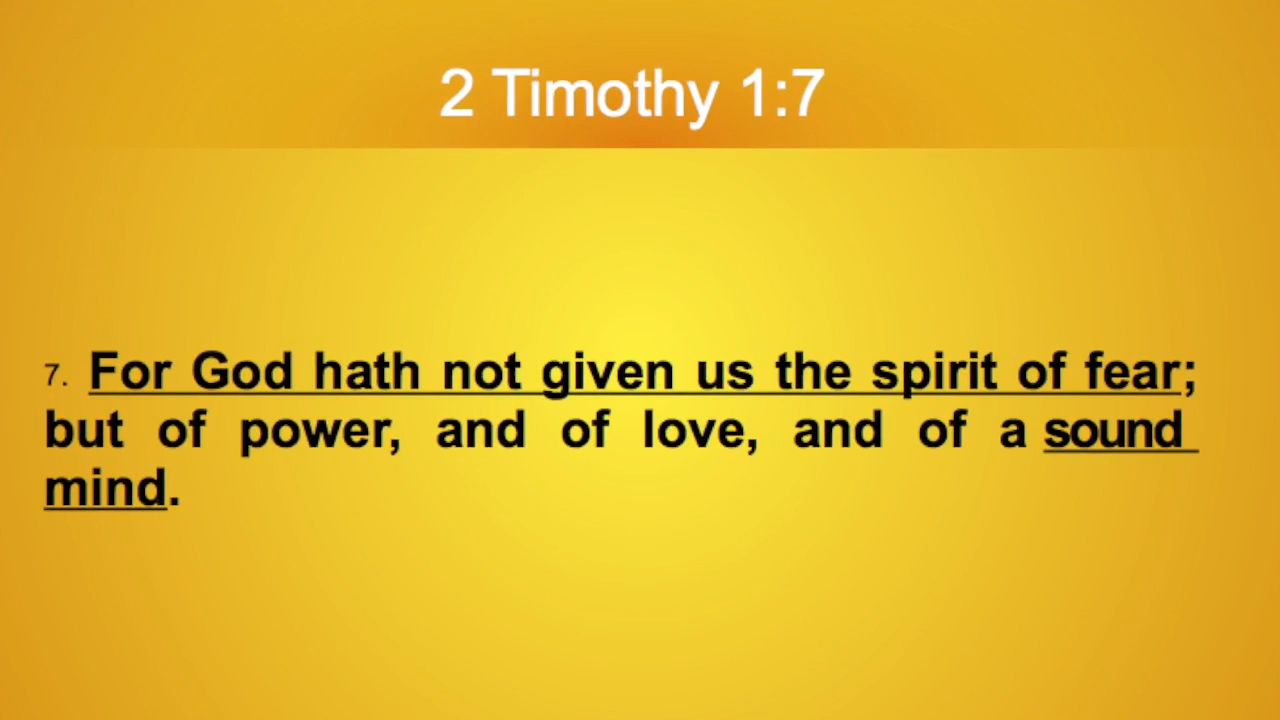 2 Timothy 1:7
7. For God hath not given us the spirit of fear;
but of power, and of love, and of a sound
mind.